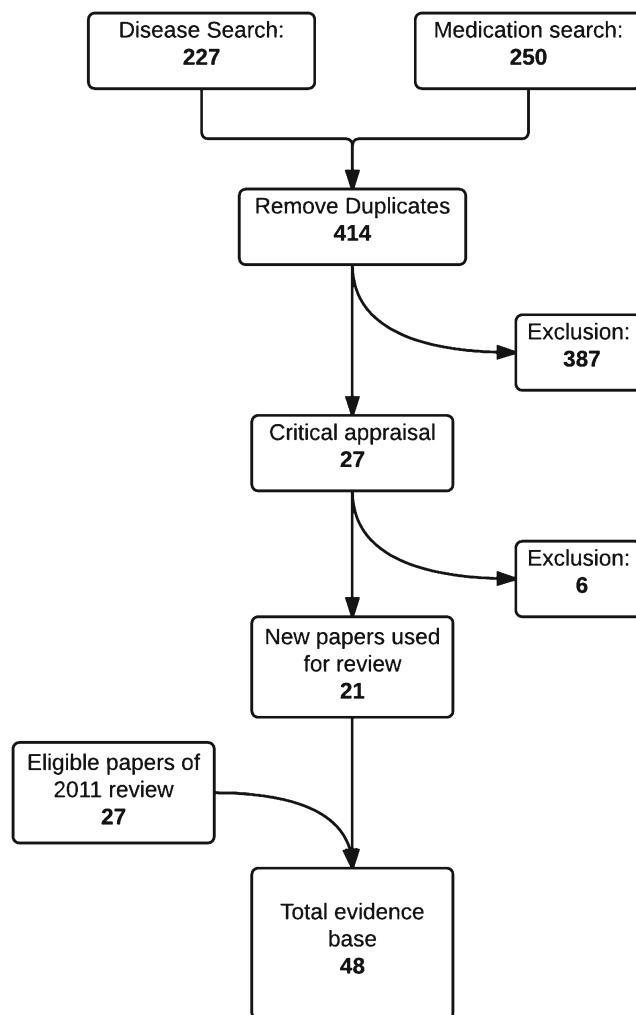 Disease Search:
227
Medication search:
250
Remove Duplicates
414
Exclusion:
387
Critical appraisal
27
Exclusion:
6
New papers used
for review
21
Eligible papers of
2011 review
27
Total evidence
base
48